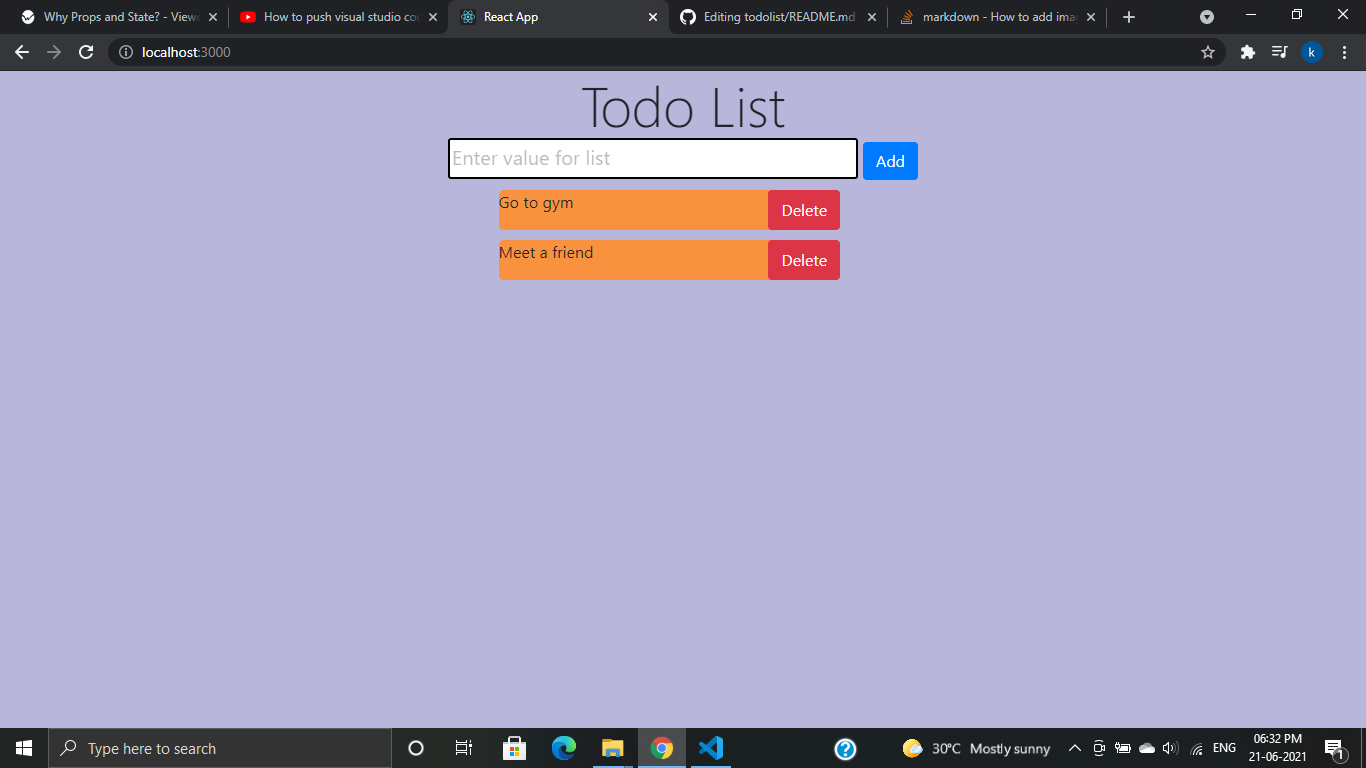 Why Props and State? - View
How to push visual studio co
React App
Editing todolist/README.md
markdown - How to add ima
localhost:3000
k
Todo List
Enter value for list
Add
Go to gym
Delete
Meet a friend
Delete
Type here to search
30°C Mostly sunny
ENG
06:32 PM
21-06-2021
1